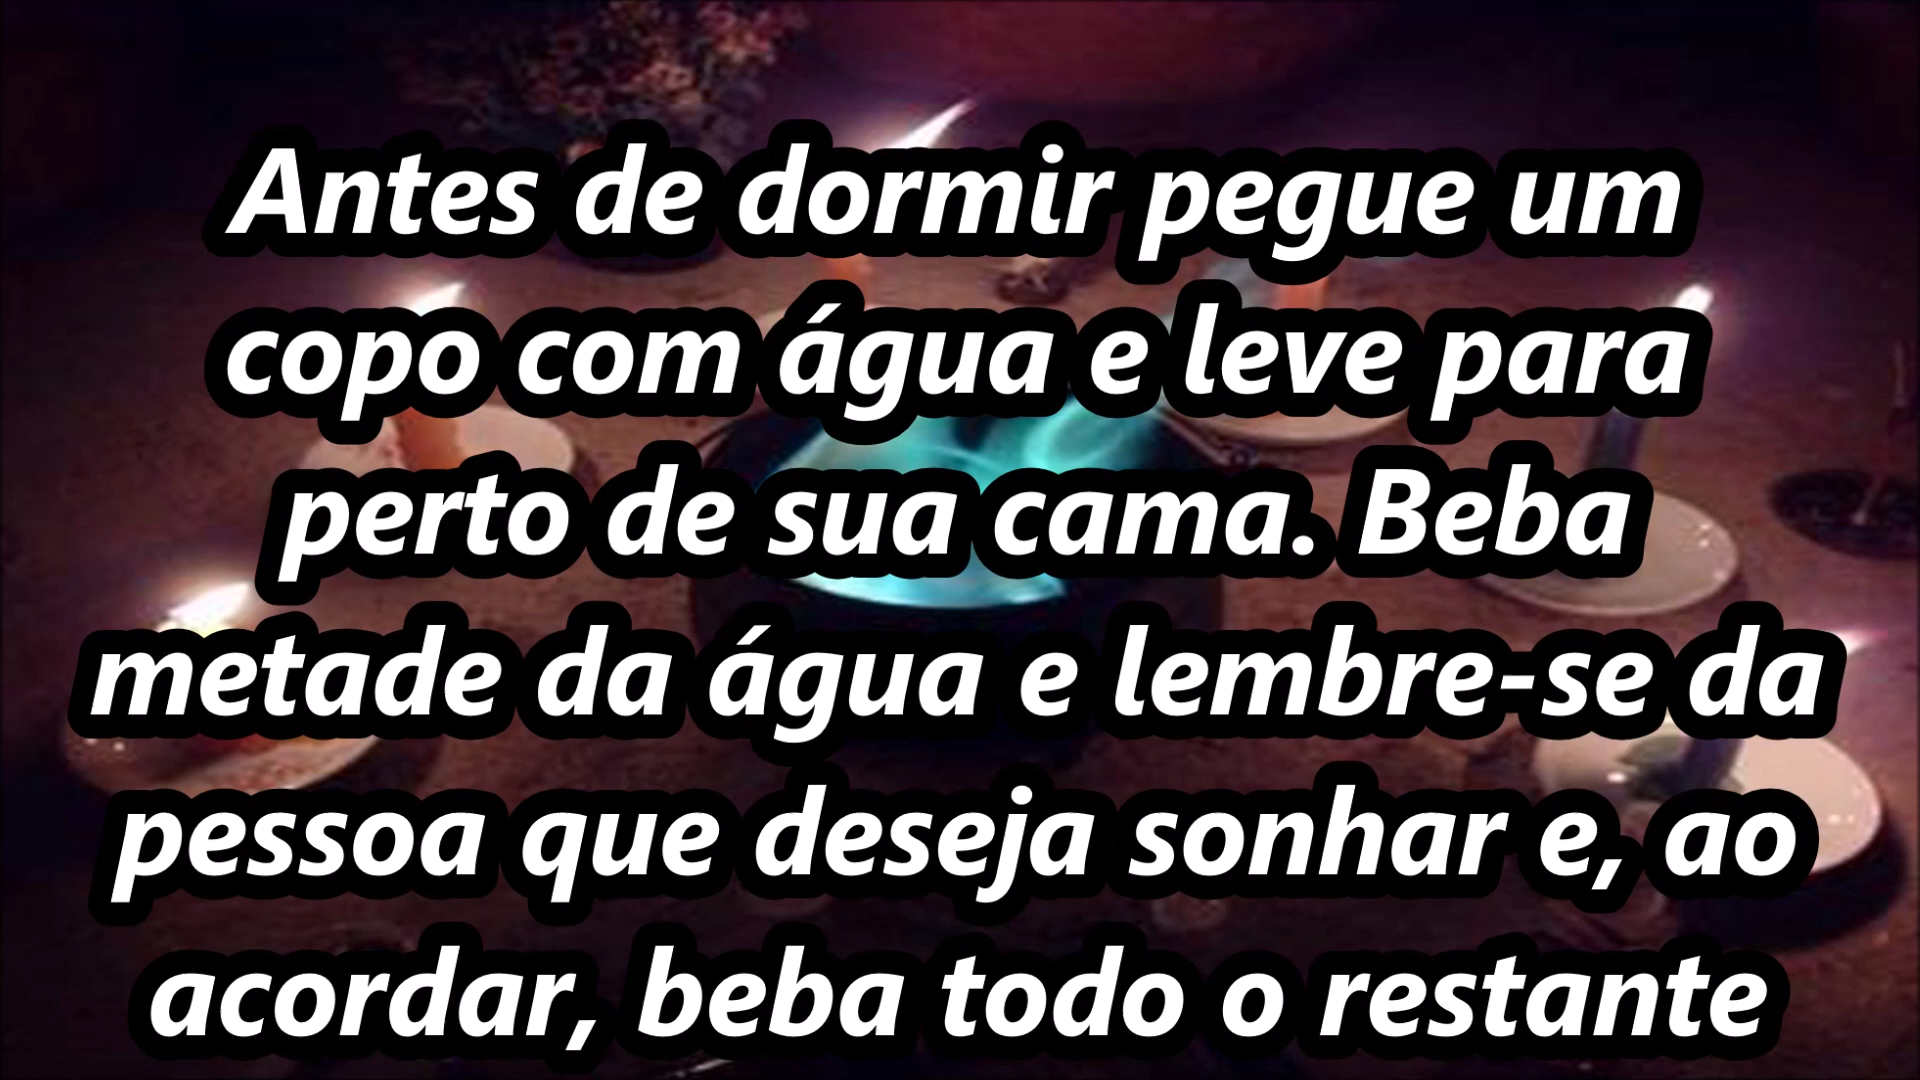 Antes de dormir pegue um
copo com água e leve para
perto de sua cama. Beba
metade da água e lembre-se da
pessoa que deseja sonhar e, ao
acordar, beba todo o restante